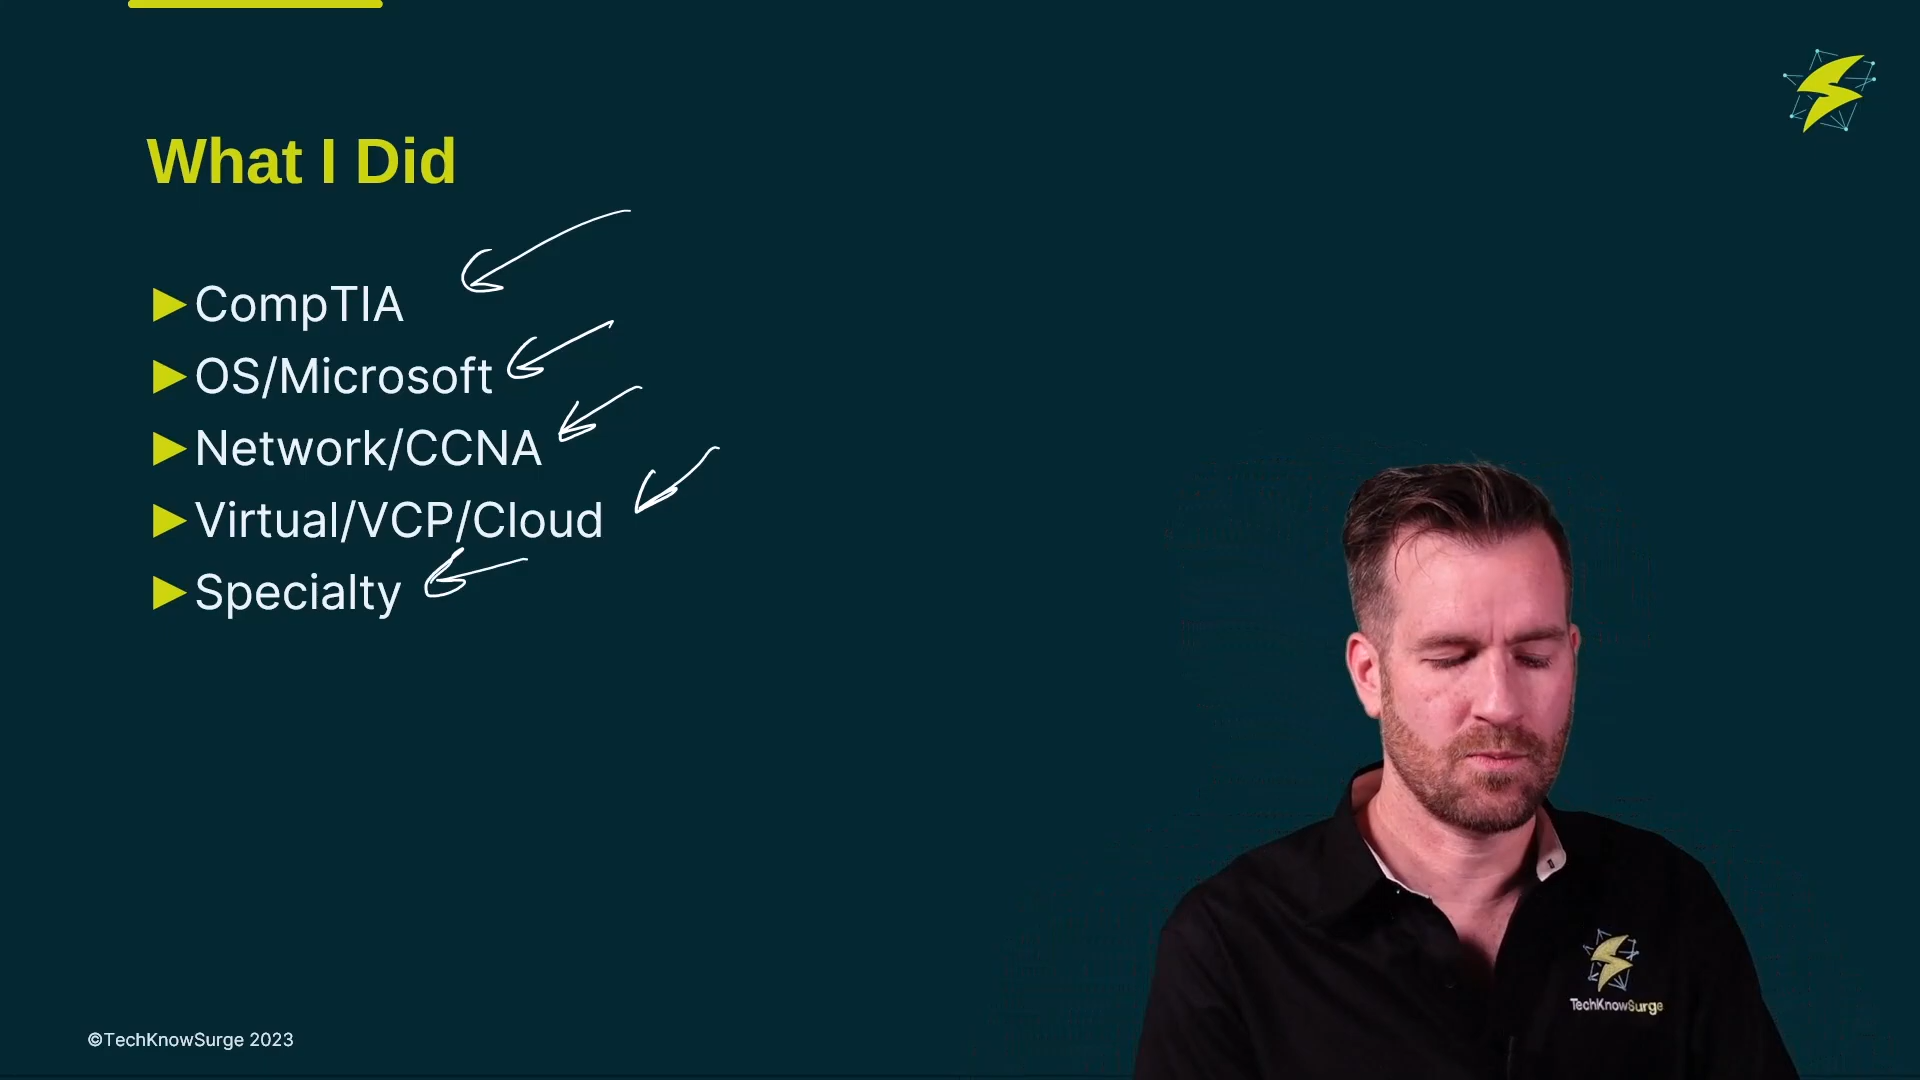 What I Did
CompTIA
OS/Microsoft
Network/CCNA
Virtual/VCP/Cloud
Specialty
TechKnowSurge
©TechKnowSurge 2023